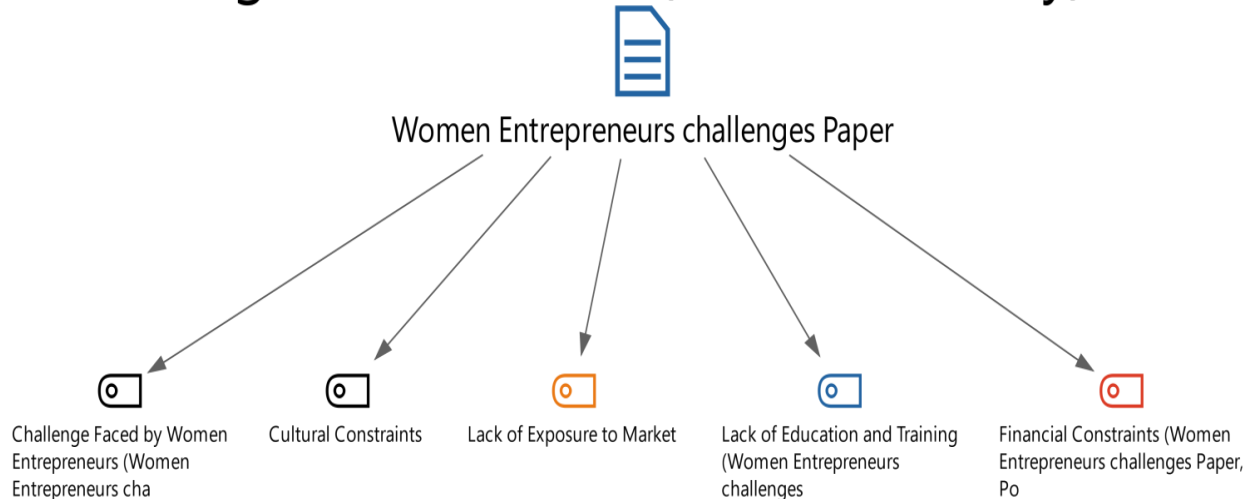 Women Entrepreneurs challenges Paper
Challenge Faced by Women
Entrepreneurs (Women
Entrepreneurs cha
Cultural Constraints
Lack of Exposure to Market
Lack of Education and Training
(Women Entrepreneurs
challenges
Financial Constraints (Women
Entrepreneurs challenges Paper,
Po